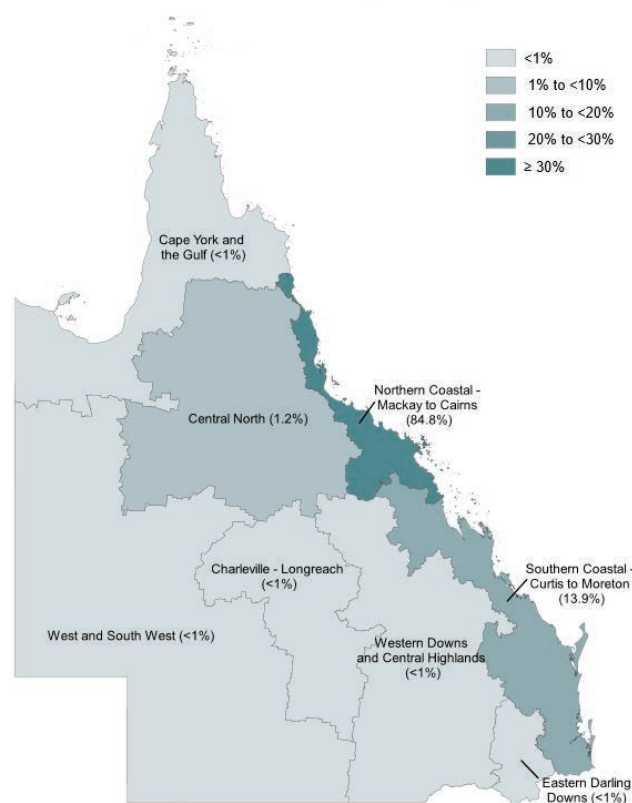 <1%
1% to <10%
10% to <20%
20% to <30%
≥ 30%
Cape York and
the Gulf (<1%)
Northern Coastal -
Mackay to Cairns
(84.8%)
Central North (1.2%)
Charleville - Longreach
(<1%)
Southern Coastal -
Curtis to Moreton
(13.9%)
West and South West (<1%)
Western Downs
and Central Highlands
(<1%)
Eastern Darling
Downs (<1%)